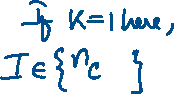 If K=1 here,
I ∈ { n_c }